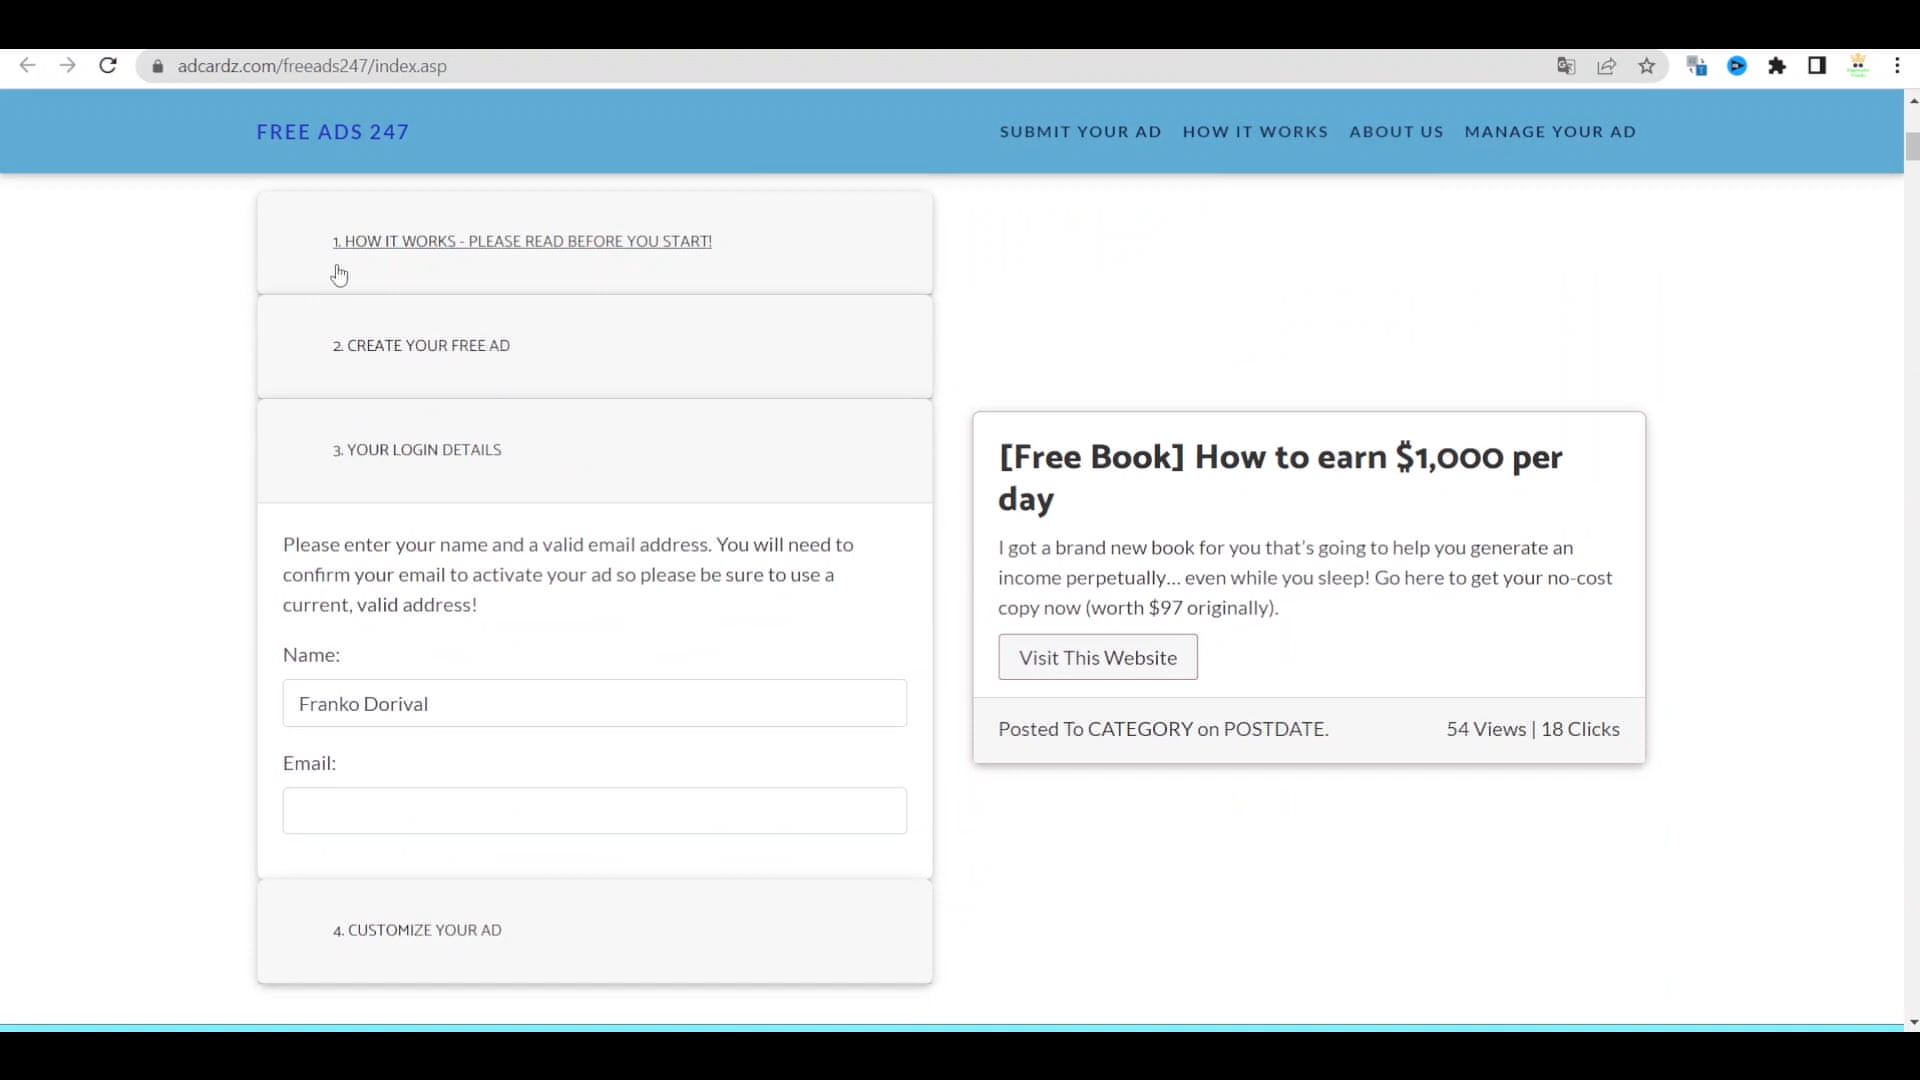 adcardz.com/freeads247/index.asp
FREE ADS 247
SUBMIT YOUR AD
HOW IT WORKS
ABOUT US
MANAGE YOUR AD
1. HOW IT WORKS - PLEASE READ BEFORE YOU START!
2. CREATE YOUR FREE AD
3. YOUR LOGIN DETAILS
Please enter your name and a valid email address. You will need to
confirm your email to activate your ad so please be sure to use a
current, valid address!
Name:
Franko Dorival
Email:
4. CUSTOMIZE YOUR AD
[Free Book] How to earn $1,000 per
day
I got a brand new book for you that's going to help you generate an
income perpetually... even while you sleep! Go here to get your no-cost
copy now (worth $97 originally).
Visit This Website
Posted To CATEGORY on POSTDATE.
54 Views | 18 Clicks